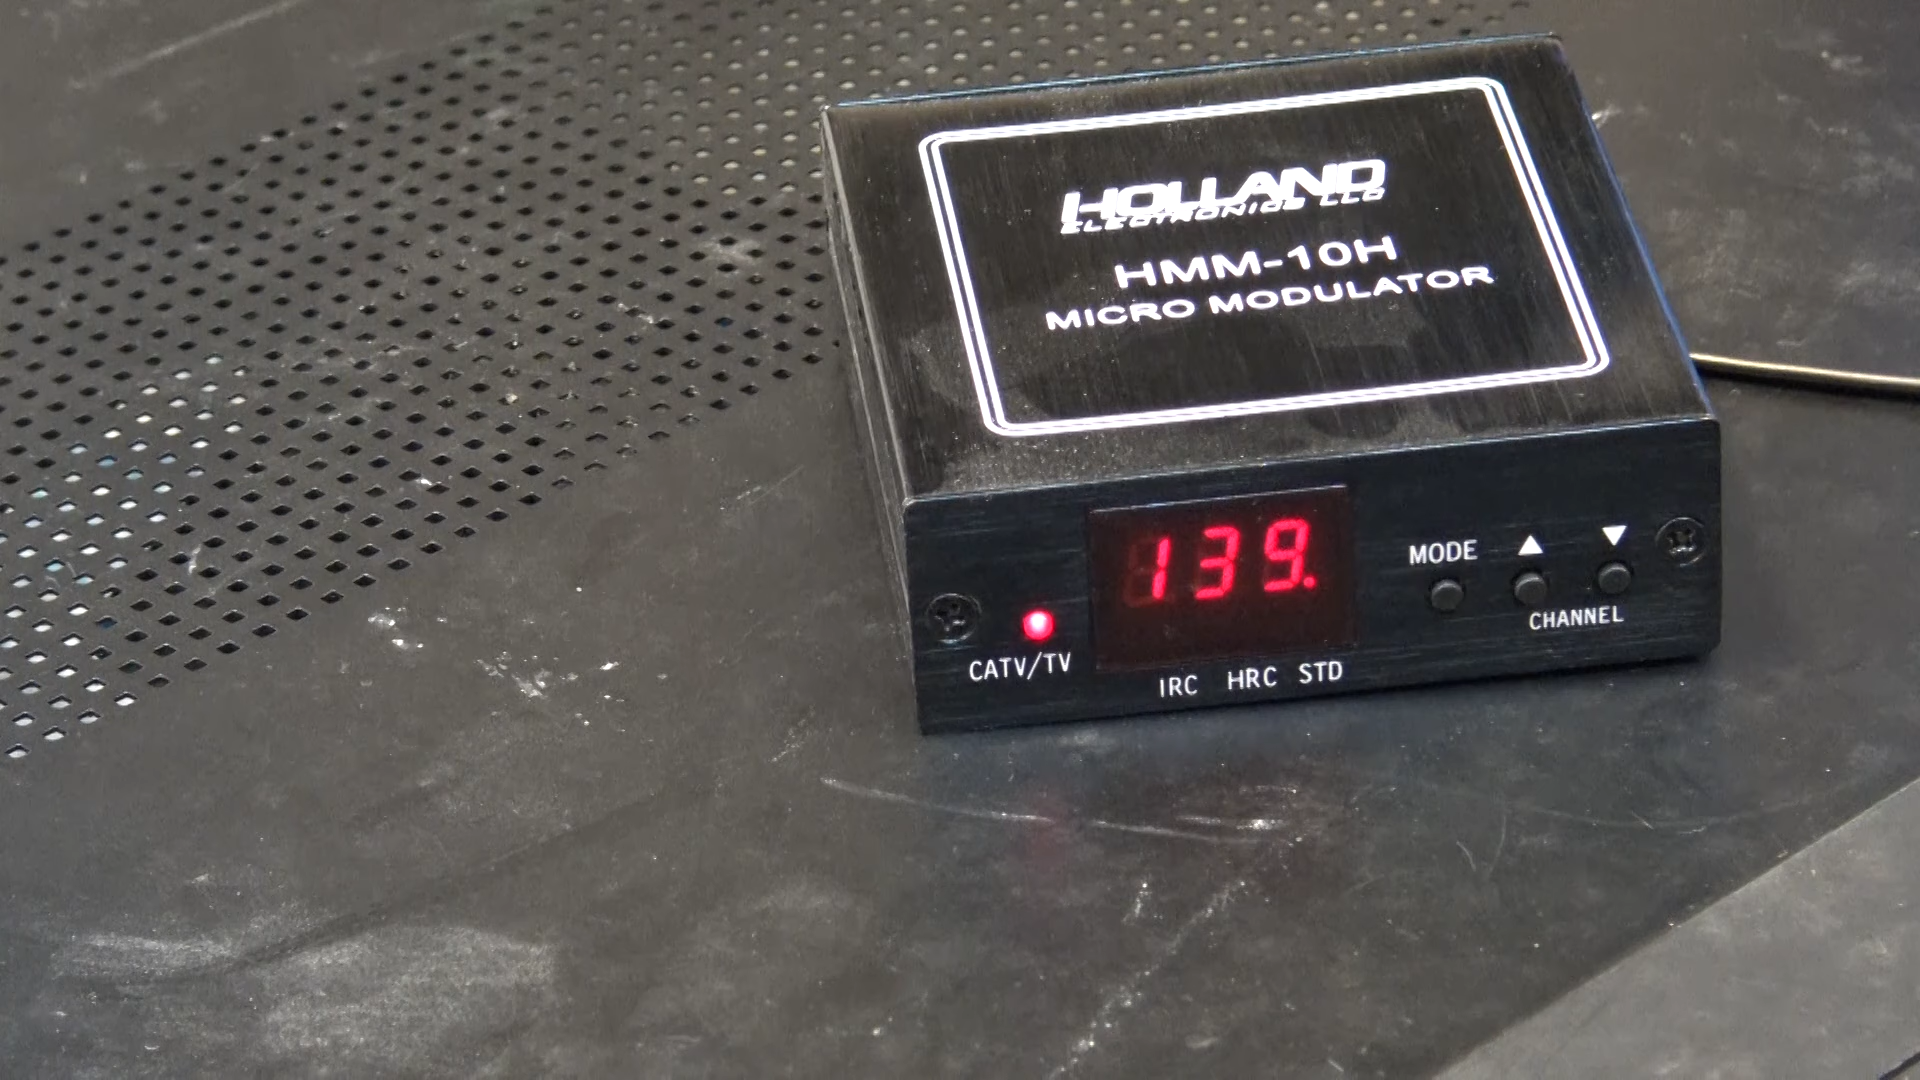 HOLLAND
ELECTRONICS LLC
HMM-10H
MICRO MODULATOR
139.
MODE ▲ ▼
CHANNEL
CATV/TV
IRC HRC STD